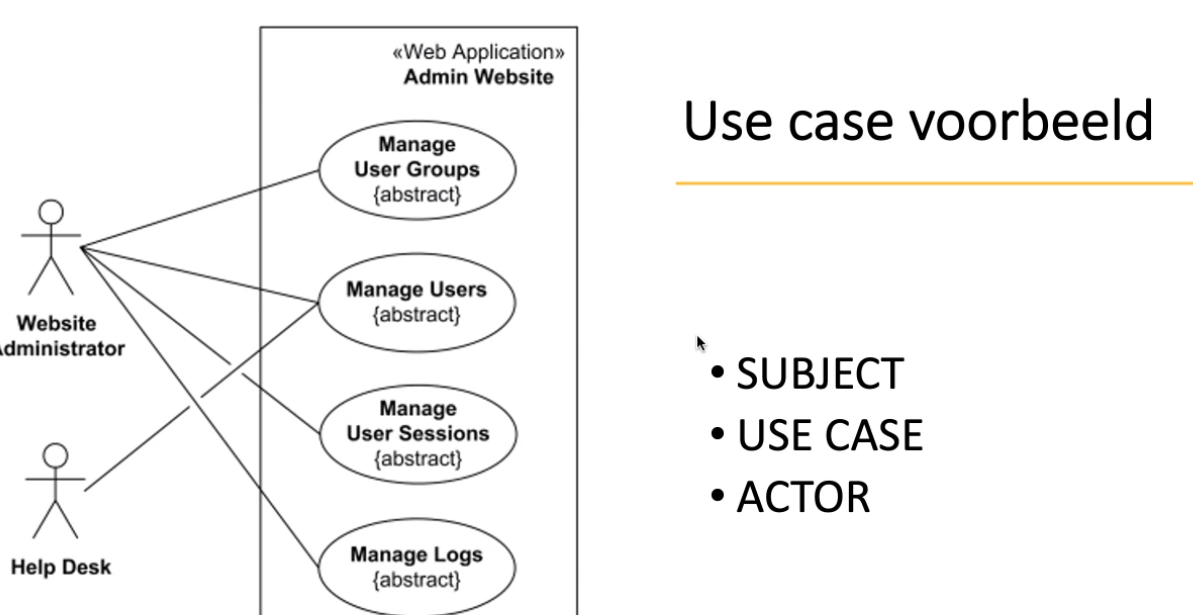 «Web Application»
Admin Website
Manage
User Groups
{abstract}
Manage Users
{abstract}
Manage
User Sessions
{abstract}
Manage Logs
{abstract}
Website
dministrator
Help Desk
Use case voorbeeld
• SUBJECT
• USE CASE
• ACTOR